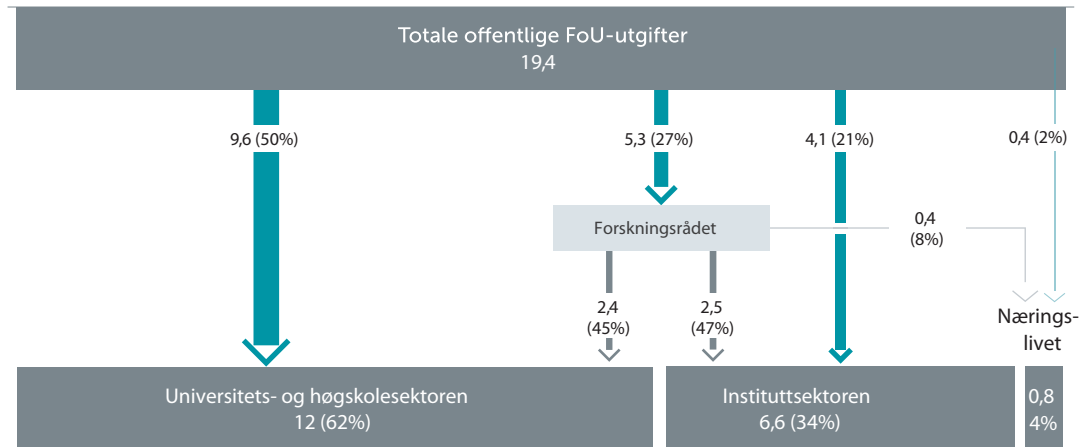 Totale offentlige FoU-utgifter
19,4
9,6 (50%)
5,3 (27%)
4,1 (21%)
0,4 (2%)
Forskningsrådet
0,4
(8%)
2,4
(45%)
2,5
(47%)
Nærings-
livet
Universitets- og høgskolesektoren
12 (62%)
Instituttsektoren
6,6 (34%)
0,8
4%